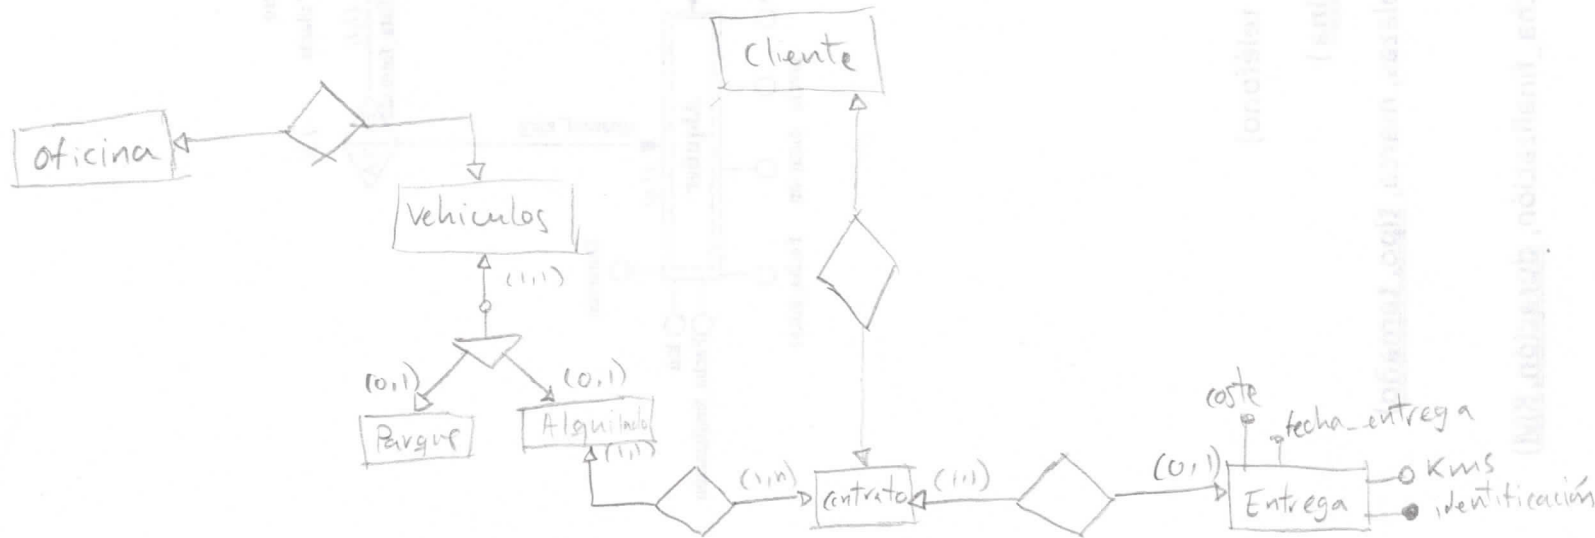 Cliente
oficina
Vehiculos
(1,1)
(0,1)
(0,1)
Parque
Alquilado
(1,1)
(1,n)
contrato
(1,1)
(0,1)
coste
fecha_entrega
Kms
identificación
Entrega